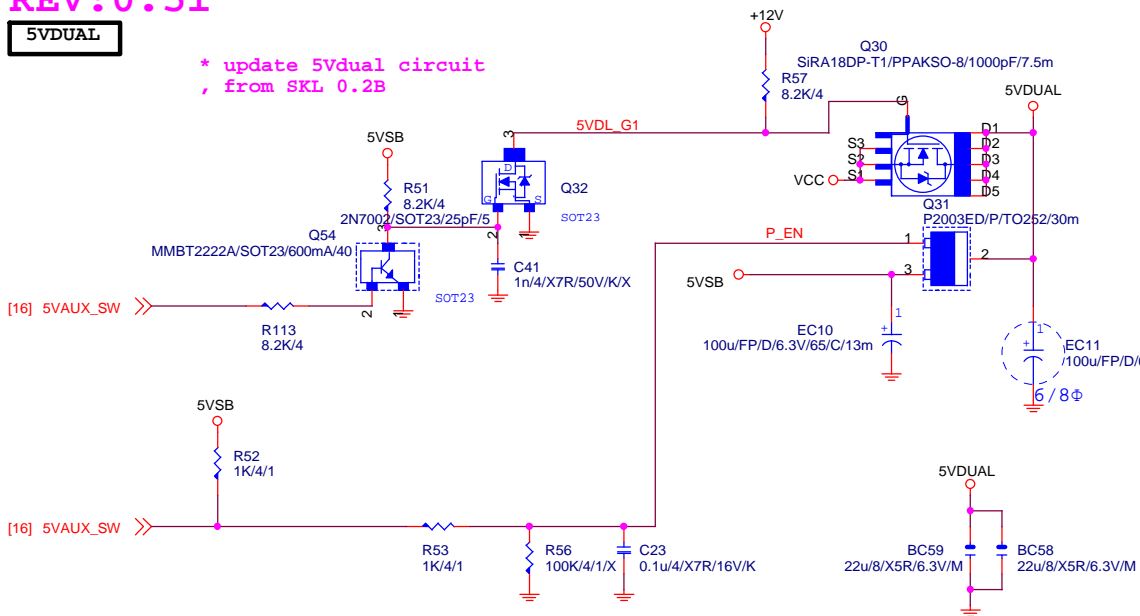 5VDUAL
* update 5Vdual circuit
, from SKL 0.2B
+12V
R57
8.2K/4
Q30
SiRA18DP-T1/PPAKSO-8/1000pF/7.5m
5VDUAL
G
5VDL_G1
D1
D2
D3
D4
D5
S3
S2
S1
VCC
5VSB
R51
8.2K/4
3
D
G
S
Q32
SOT23
2N7002/SOT23/25pF/5
2
1
Q54
MMBT2222A/SOT23/600mA/40
3
SOT23
2
1
C41
1n/4/X7R/50V/K/X
[16] 5VAUX_SW
R113
8.2K/4
Q31
P2003ED/P/TO252/30m
P_EN
1
2
3
5VSB
1
+
EC10
100u/FP/D/6.3V/65/C/13m
1
+
EC11
100u/FP/D/
6/8Φ
5VSB
R52
1K/4/1
[16] 5VAUX_SW
R53
1K/4/1
R56
100K/4/1/X
C23
0.1u/4/X7R/16V/K
5VDUAL
BC59
22u/8/X5R/6.3V/M
BC58
22u/8/X5R/6.3V/M